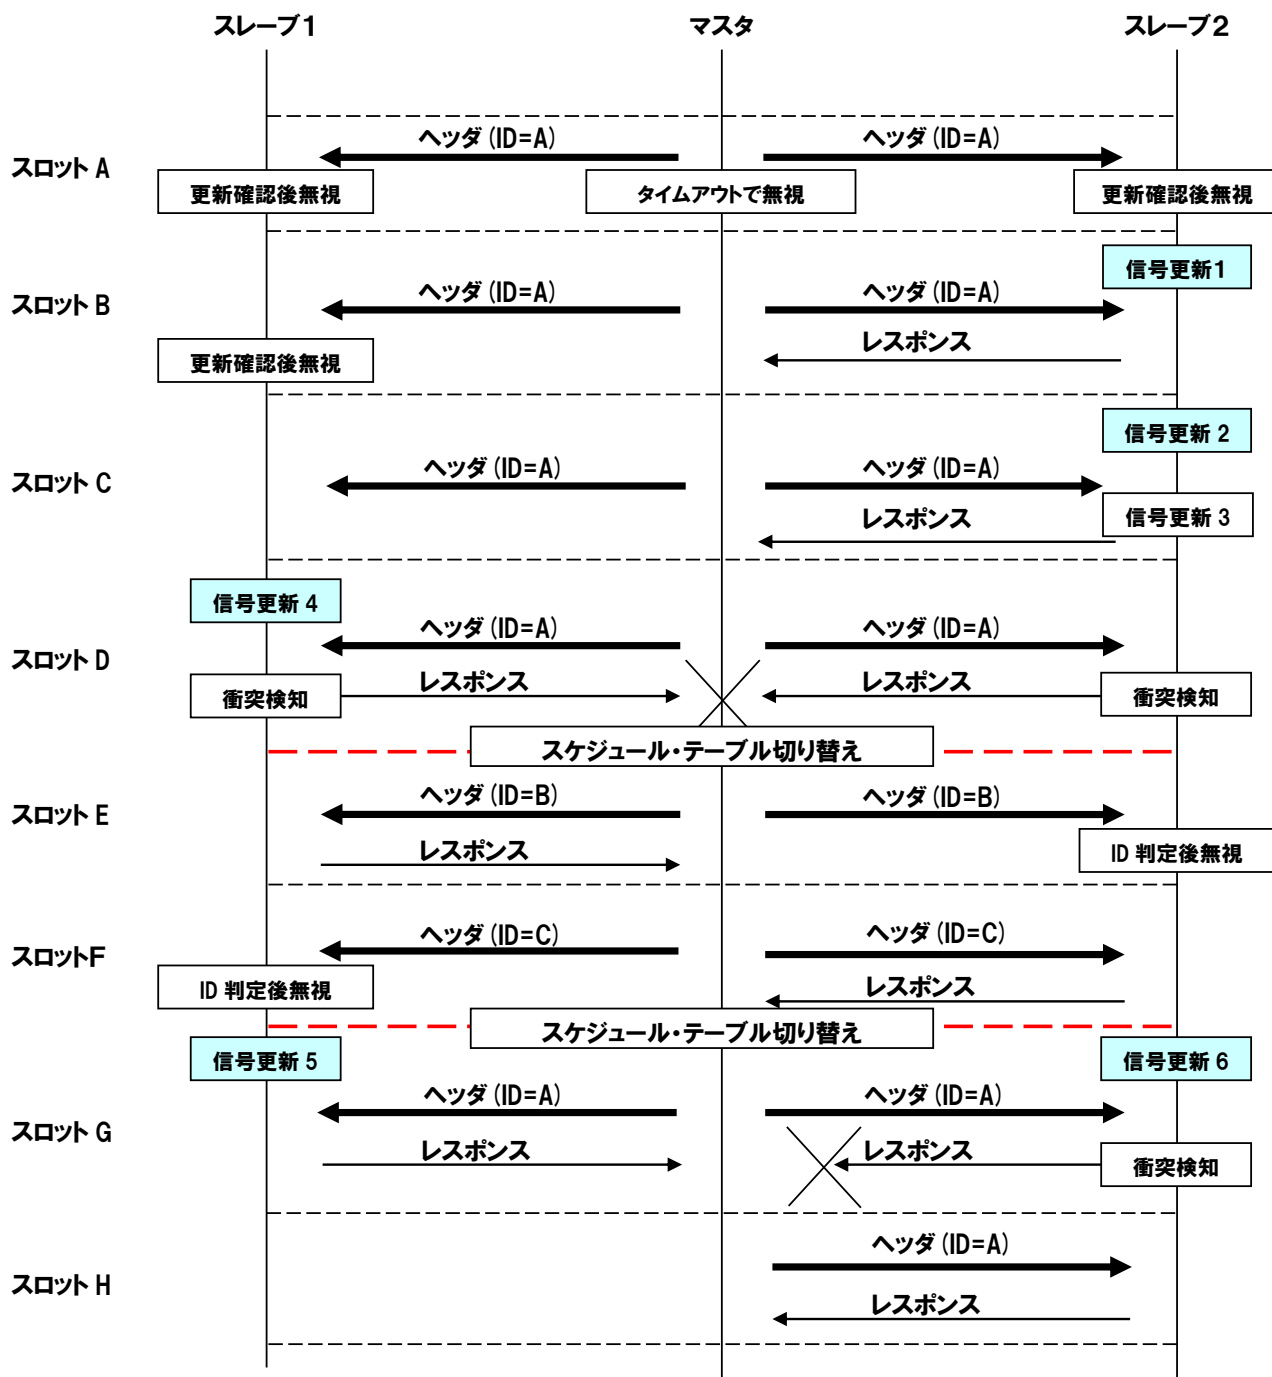 スレーブ1
マスタ
スレーブ2
スロット A
ヘッダ (ID=A)
ヘッダ (ID=A)
更新確認後無視
タイムアウトで無視
更新確認後無視
スロット B
信号更新1
ヘッダ (ID=A)
ヘッダ (ID=A)
レスポンス
更新確認後無視
スロット C
信号更新 2
ヘッダ (ID=A)
ヘッダ (ID=A)
レスポンス
信号更新 3
信号更新 4
スロット D
ヘッダ (ID=A)
ヘッダ (ID=A)
衝突検知
レスポンス
レスポンス
衝突検知
スケジュール・テーブル切り替え
スロット E
ヘッダ (ID=B)
ヘッダ (ID=B)
レスポンス
ID 判定後無視
スロットF
ヘッダ (ID=C)
ヘッダ (ID=C)
ID 判定後無視
レスポンス
スケジュール・テーブル切り替え
信号更新 5
信号更新 6
スロット G
ヘッダ (ID=A)
ヘッダ (ID=A)
レスポンス
レスポンス
衝突検知
スロット H
ヘッダ (ID=A)
レスポンス